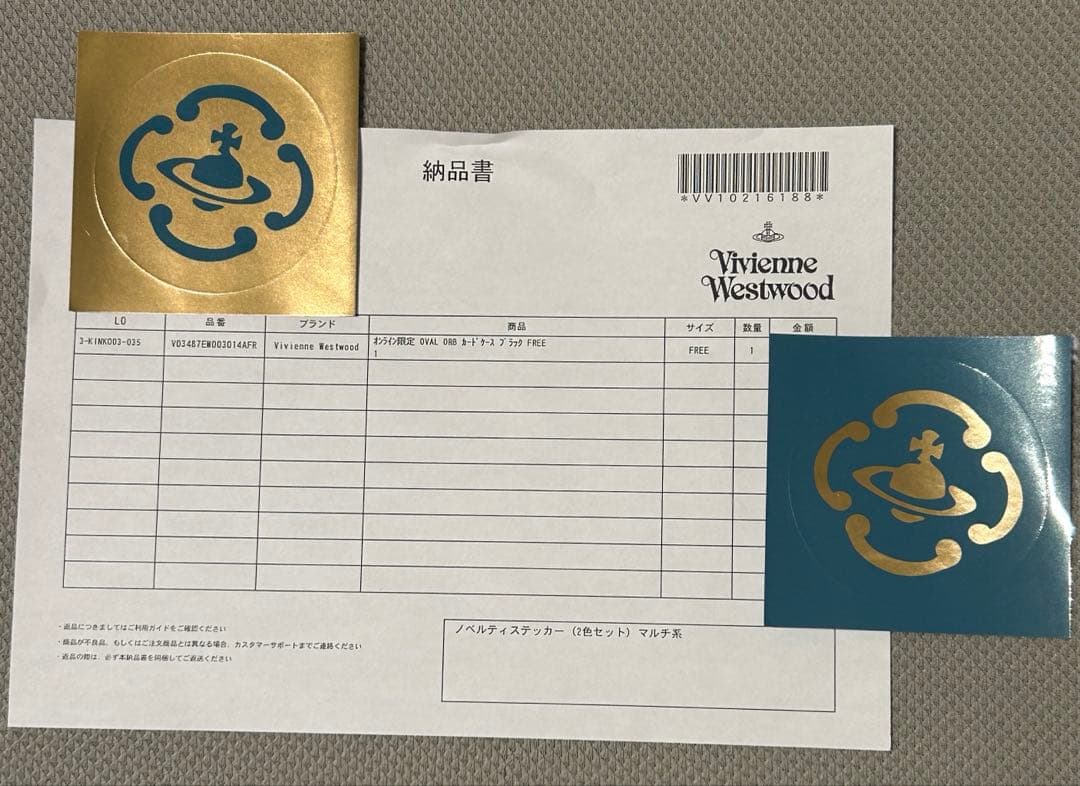 納品書
*VV10216188*
Vivienne
Westwood
LO 品番 ブランド 商品 サイズ 数量 金額
3-KINK003-035 V03487EW003014AFR Vivienne Westwood ｵﾝﾗｲﾝ限定 OVAL ORB ｶｰﾄﾞｹｰｽ ﾌﾞﾗｯｸ FREE FREE 1
1
・返品につきましてはご利用ガイドをご確認ください
・商品が不良品、もしくはご注文商品とは異なる場合、カスタマーサポートまでご連絡ください
・返品の際は、必ず本納品書を同梱してご返送ください
ノベルティステッカー（2色セット）マルチ系